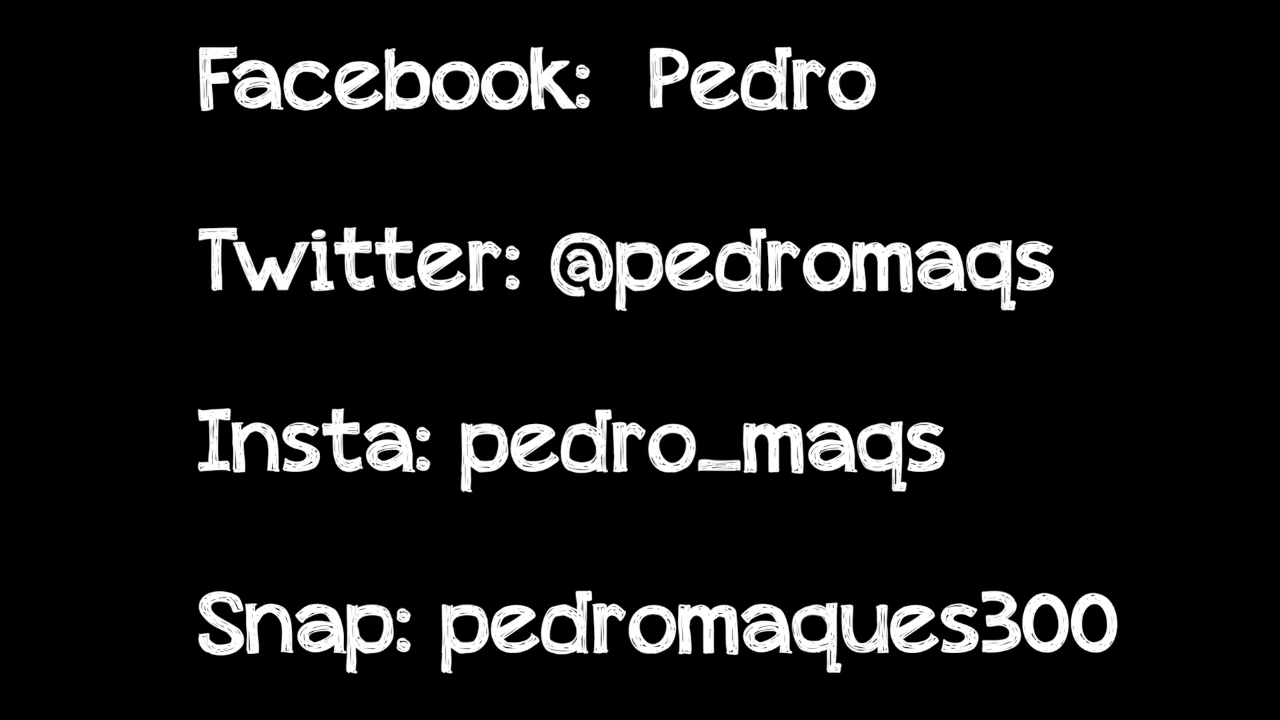 Facebook: Pedro
Twitter: @pedromaqs
Insta: pedro_maqs
Snap: pedromaques300